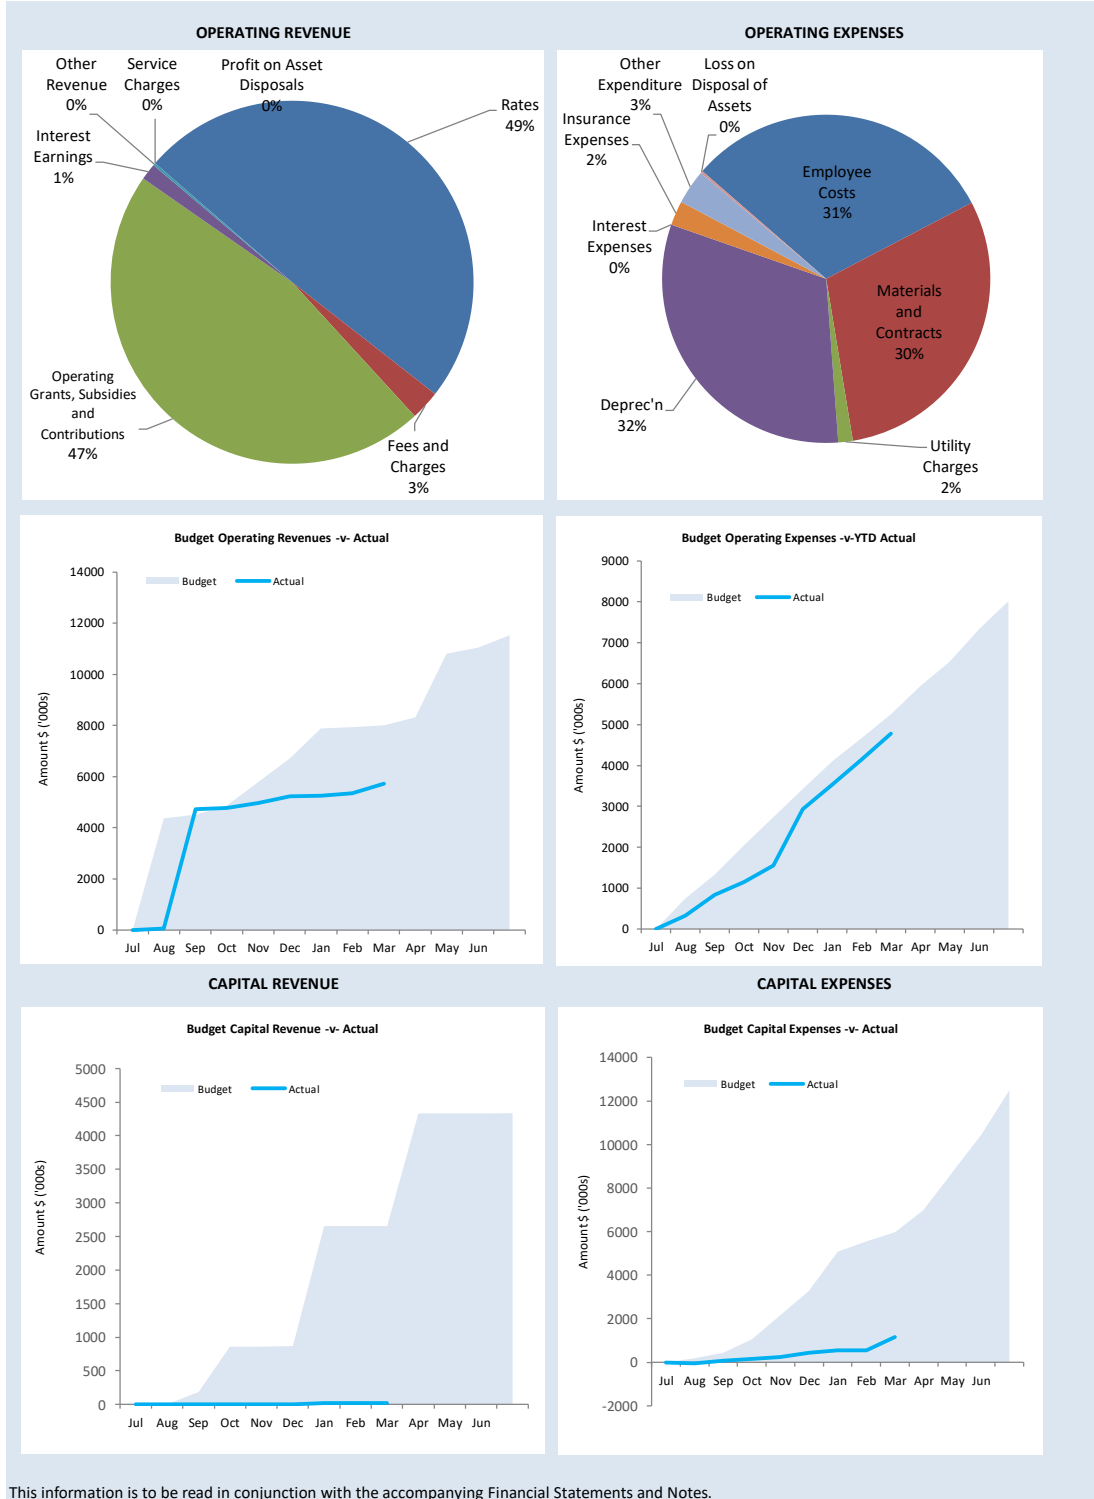 OPERATING REVENUE
Other
Revenue
0%
Service
Charges
0%
Profit on Asset
Disposals
0%
Rates
49%
Interest
Earnings
1%
Operating
Grants, Subsidies
and
Contributions
47%
Fees and
Charges
3%
OPERATING EXPENSES
Other
Expenditure
3%
Loss on
Disposal of
Assets
0%
Insurance
Expenses
2%
Employee
Costs
31%
Interest
Expenses
0%
Materials
and
Contracts
30%
Deprec'n
32%
Utility
Charges
2%
Budget Operating Revenues -v- Actual
Budget Actual
Amount $ ('000s)
14000
12000
10000
8000
6000
4000
2000
0
Jul Aug Sep Oct Nov Dec Jan Feb Mar Apr May Jun
Budget Operating Expenses -v-YTD Actual
Budget Actual
Amount $ ('000s)
9000
8000
7000
6000
5000
4000
3000
2000
1000
0
Jul Aug Sep Oct Nov Dec Jan Feb Mar Apr May Jun
CAPITAL REVENUE
Budget Capital Revenue -v- Actual
Budget Actual
Amount $ ('000s)
5000
4500
4000
3500
3000
2500
2000
1500
1000
500
0
Jul Aug Sep Oct Nov Dec Jan Feb Mar Apr May Jun
CAPITAL EXPENSES
Budget Capital Expenses -v- Actual
Budget Actual
Amount $ ('000s)
14000
12000
10000
8000
6000
4000
2000
0
-2000
Jul Aug Sep Oct Nov Dec Jan Feb Mar Apr May Jun
This information is to be read in conjunction with the accompanying Financial Statements and Notes.